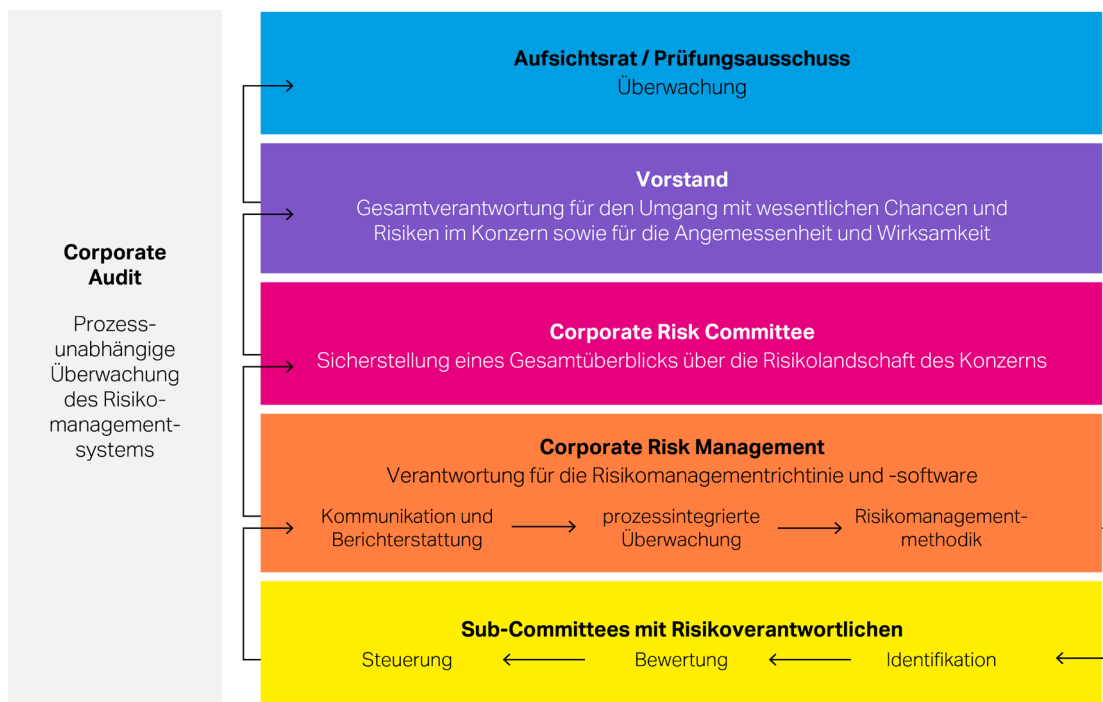 Corporate
Audit
Prozess-
unabhängige
Überwachung
des Risiko-
management-
systems
Aufsichtsrat / Prüfungsausschuss
Überwachung
Vorstand
Gesamtverantwortung für den Umgang mit wesentlichen Chancen und
Risiken im Konzern sowie für die Angemessenheit und Wirksamkeit
Corporate Risk Committee
Sicherstellung eines Gesamtüberblicks über die Risikolandschaft des Konzerns
Corporate Risk Management
Verantwortung für die Risikomanagementrichtinie und -software
Kommunikation und
Berichterstattung
prozessintegrierte
Überwachung
Risikomanagement-
methodik
Sub-Committees mit Risikoverantwortlichen
Steuerung
Bewertung
Identifikation